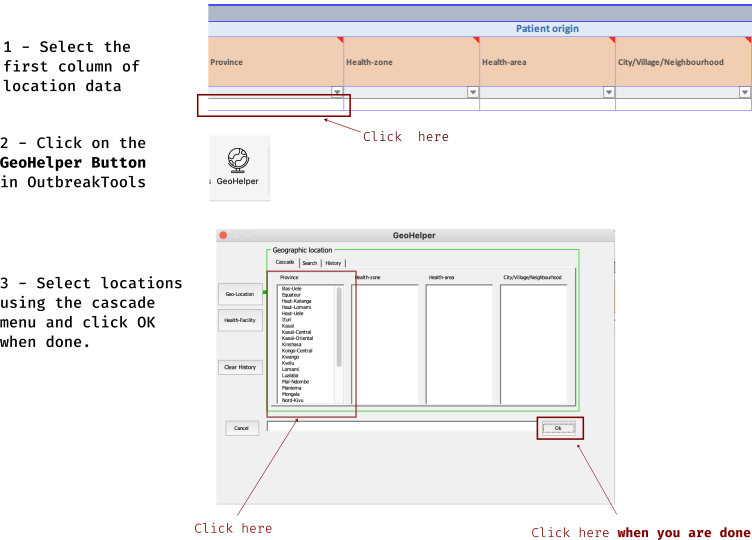 1 - Select the
first column of
location data
Patient origin
Province
Health-zone
Health-area
City/Village/Neighbourhood
Click here
2 - Click on the
GeoHelper Button
in OutbreakTools
s GeoHelper
3 - Select locations
using the cascade
menu and click OK
when done.
GeoHelper
Geographic location
Cascade Search History
Province
Health-zone
Health-area
City/Village/Neighbourhood
Geo-Location
Health-Facility
Clear History
Bas-Uele
Equateur
Haut-Katanga
Haut-Lomami
Haut-Uele
Ituri
Kasai
Kasai-Central
Kasai-Oriental
Kinshasa
Kongo-Central
Kwango
Kwilu
Lomami
Lualaba
Mai-Ndombe
Maniema
Mongala
Nord-Kivu
Cancel
Ok
Click here
Click here when you are done